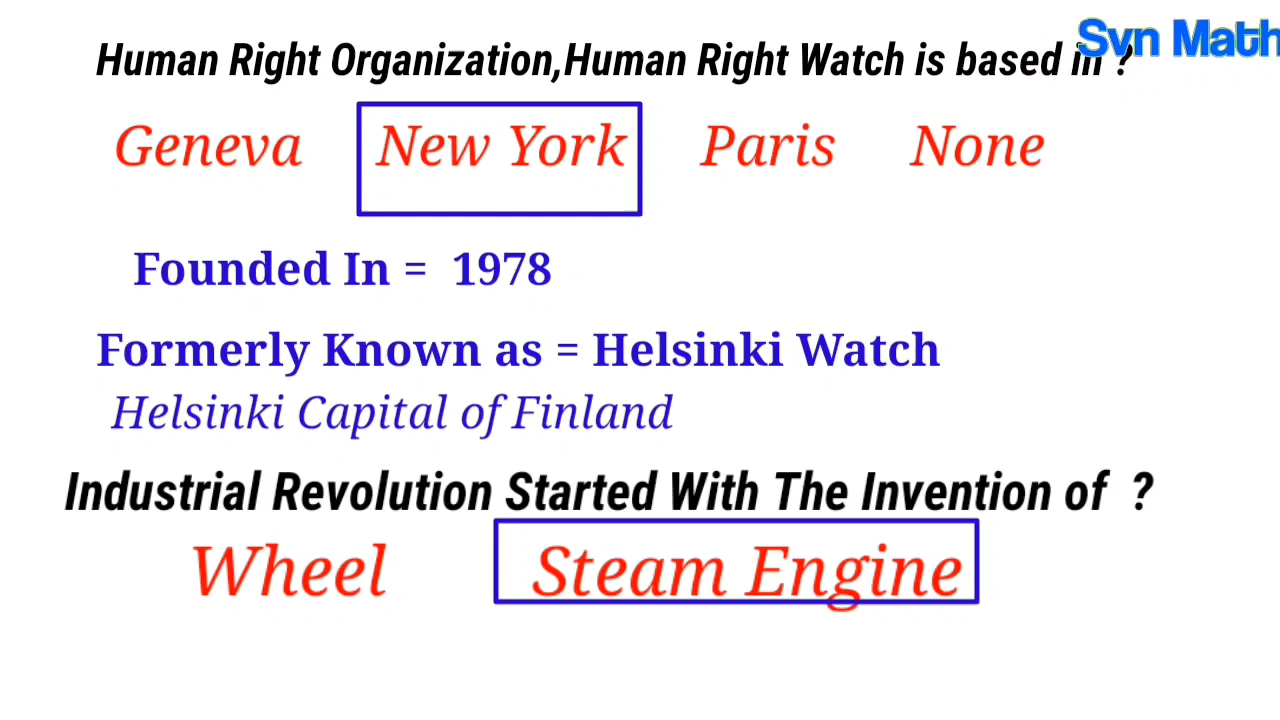 Svn Math
Human Right Organization,Human Right Watch is based in ?
Geneva New York Paris None
Founded In = 1978
Formerly Known as = Helsinki Watch
Helsinki Capital of Finland
Industrial Revolution Started With The Invention of ?
Wheel Steam Engine